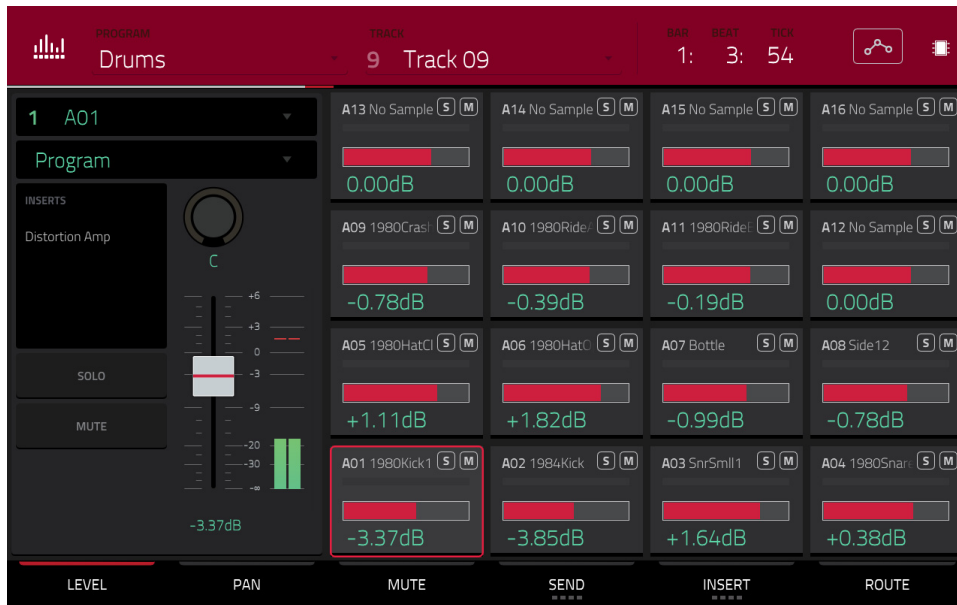 PROGRAM
Drums
TRACK
9 Track 09
BAR BEAT TICK
1: 3: 54
1 A01
Program
INSERTS
Distortion Amp
C
+6
+3
0
-3
-9
-20
-30
-∞
-3.37dB
SOLO
MUTE
A13 No Sample S M
0.00dB
A14 No Sample S M
0.00dB
A15 No Sample S M
0.00dB
A16 No Sample S M
0.00dB
A09 1980Crash S M
-0.78dB
A10 1980RideA S M
-0.39dB
A11 1980RideB S M
-0.19dB
A12 No Sample S M
0.00dB
A05 1980HatCl S M
+1.11dB
A06 1980HatO S M
+1.82dB
A07 Bottle S M
-0.99dB
A08 Side12 S M
-0.78dB
A01 1980Kick1 S M
-3.37dB
A02 1984Kick S M
-3.85dB
A03 SnrSmll1 S M
+1.64dB
A04 1980Snar S M
+0.38dB
LEVEL PAN MUTE SEND INSERT ROUTE